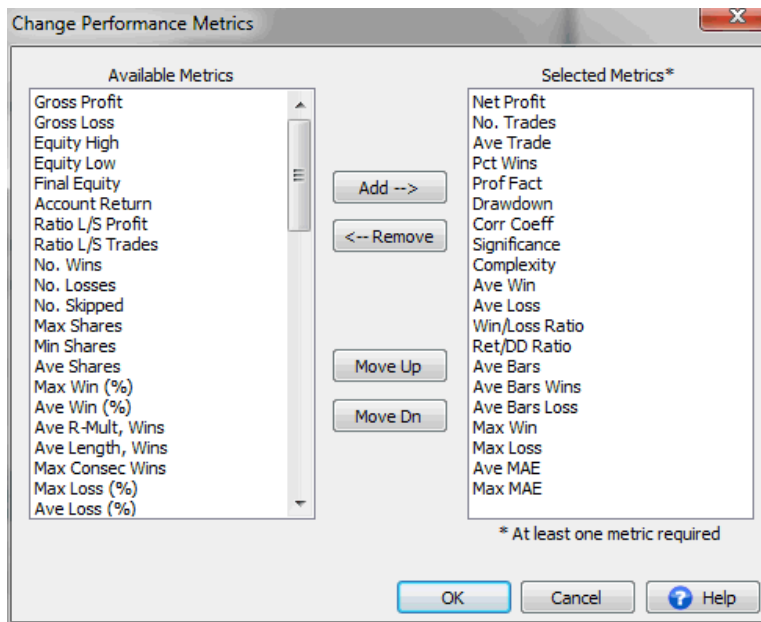 Change Performance Metrics
Available Metrics
Gross Profit
Gross Loss
Equity High
Equity Low
Final Equity
Account Return
Ratio L/S Profit
Ratio L/S Trades
No. Wins
No. Losses
No. Skipped
Max Shares
Min Shares
Ave Shares
Max Win (%)
Ave Win (%)
Ave R-Mult, Wins
Ave Length, Wins
Max Consec Wins
Max Loss (%)
Ave Loss (%)
Add -->
<-- Remove
Move Up
Move Dn
Selected Metrics*
Net Profit
No. Trades
Ave Trade
Pct Wins
Prof Fact
Drawdown
Corr Coeff
Significance
Complexity
Ave Win
Ave Loss
Win/Loss Ratio
Ret/DD Ratio
Ave Bars
Ave Bars Wins
Ave Bars Loss
Max Win
Max Loss
Ave MAE
Max MAE
* At least one metric required
OK
Cancel
Help